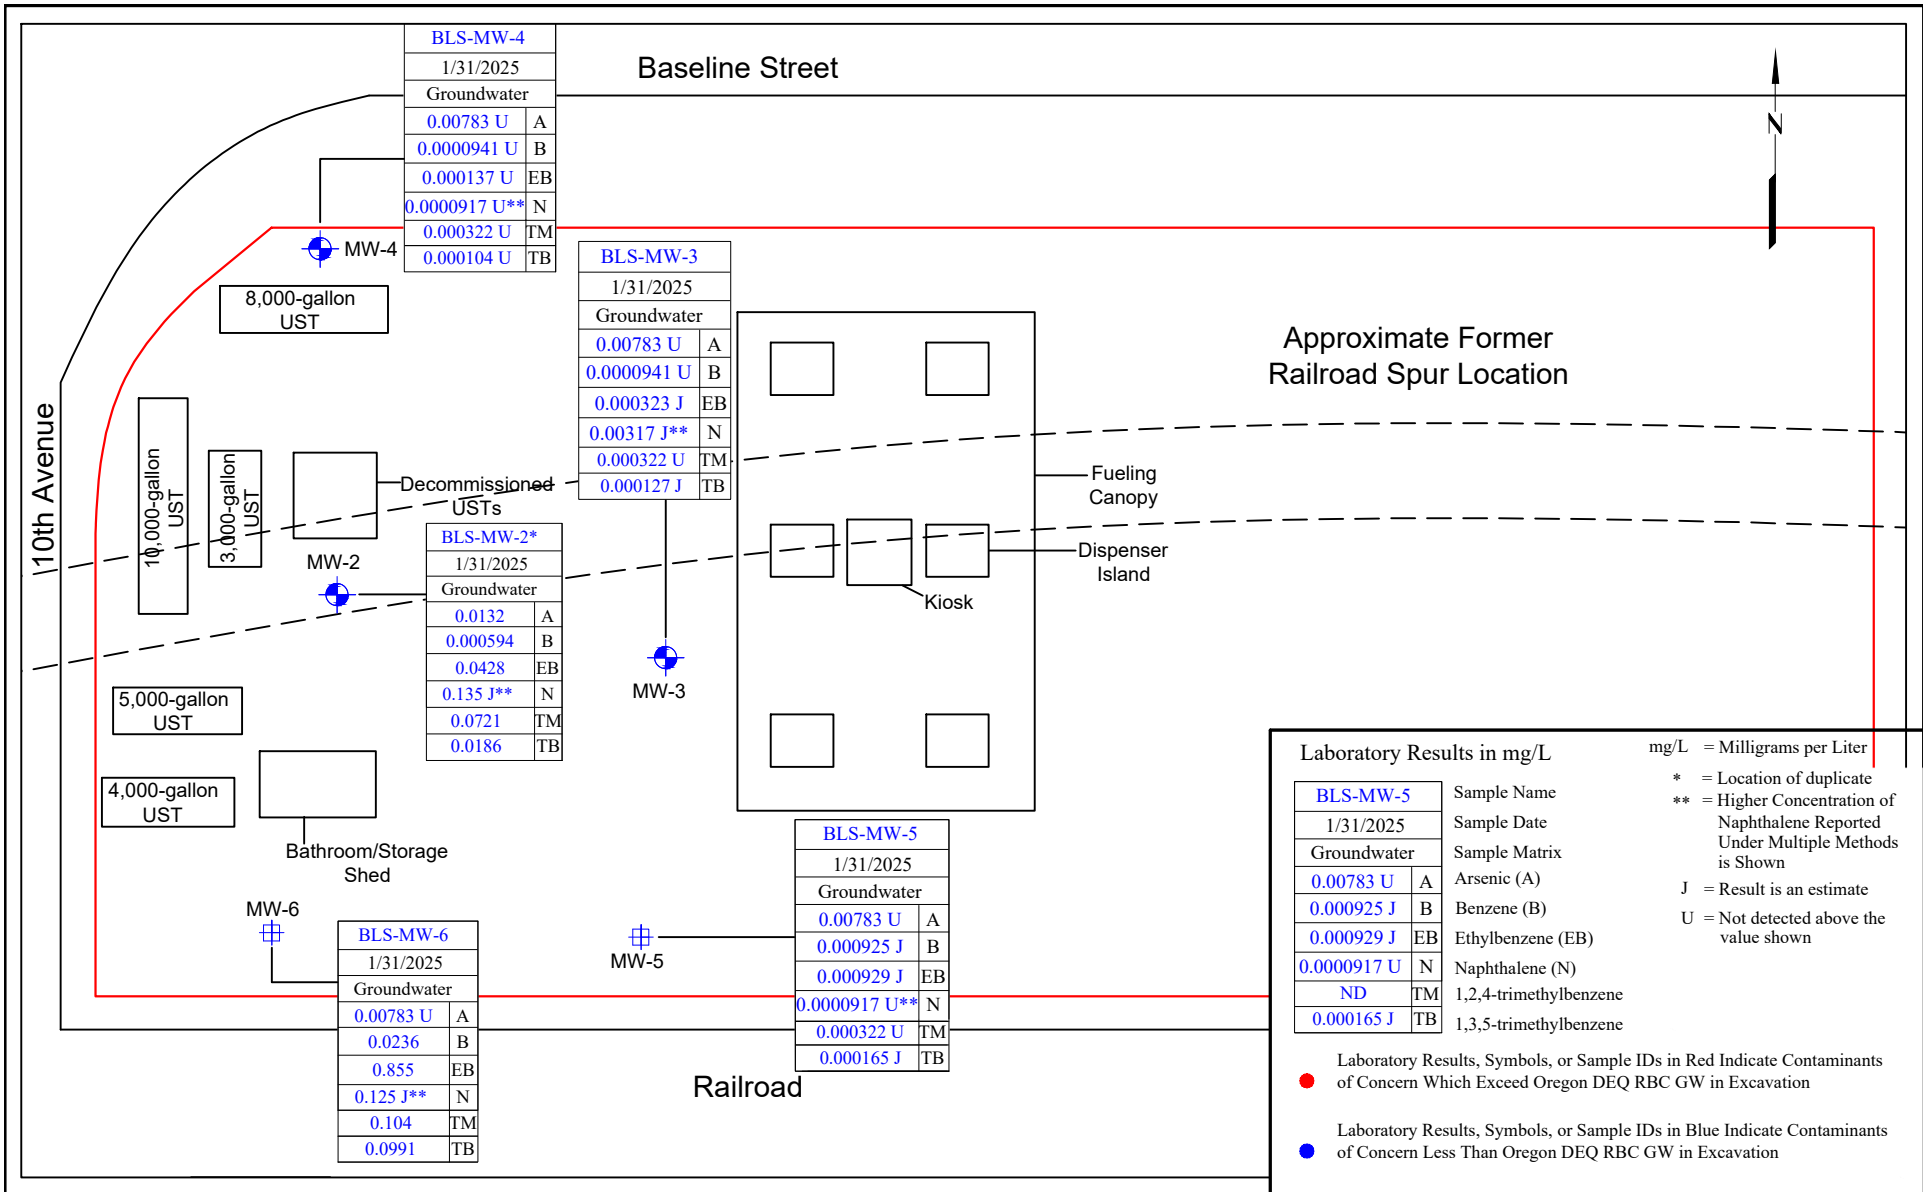 Baseline Street
N
10th Avenue
Railroad
Approximate Former
Railroad Spur Location
BLS-MW-4
1/31/2025
Groundwater
0.00783 U A
0.0000941 U B
0.000137 U EB
0.0000917 U** N
0.000322 U TM
0.000104 U TB
MW-4
8,000-gallon
UST
BLS-MW-3
1/31/2025
Groundwater
0.00783 U A
0.0000941 U B
0.000323 J EB
0.00317 J** N
0.000322 U TM
0.000127 J TB
MW-3
10,000-gallon
UST
3,000-gallon
UST
Decommissioned
USTs
MW-2
BLS-MW-2*
1/31/2025
Groundwater
0.0132 A
0.000594 B
0.0428 EB
0.135 J** N
0.0721 TM
0.0186 TB
Fueling
Canopy
Dispenser
Island
Kiosk
5,000-gallon
UST
4,000-gallon
UST
Bathroom/Storage
Shed
MW-6
BLS-MW-6
1/31/2025
Groundwater
0.00783 U A
0.0236 B
0.855 EB
0.125 J** N
0.104 TM
0.0991 TB
MW-5
BLS-MW-5
1/31/2025
Groundwater
0.00783 U A
0.000925 J B
0.000929 J EB
0.0000917 U** N
0.000322 U TM
0.000165 J TB
Laboratory Results in mg/L
BLS-MW-5 Sample Name
1/31/2025 Sample Date
Groundwater Sample Matrix
0.00783 U A Arsenic (A)
0.000925 J B Benzene (B)
0.000929 J EB Ethylbenzene (EB)
0.0000917 U N Naphthalene (N)
ND TM 1,2,4-trimethylbenzene
0.000165 J TB 1,3,5-trimethylbenzene
mg/L = Milligrams per Liter
* = Location of duplicate
** = Higher Concentration of
Naphthalene Reported
Under Multiple Methods
is Shown
J = Result is an estimate
U = Not detected above the
value shown
Laboratory Results, Symbols, or Sample IDs in Red Indicate Contaminants
of Concern Which Exceed Oregon DEQ RBC GW in Excavation
Laboratory Results, Symbols, or Sample IDs in Blue Indicate Contaminants
of Concern Less Than Oregon DEQ RBC GW in Excavation